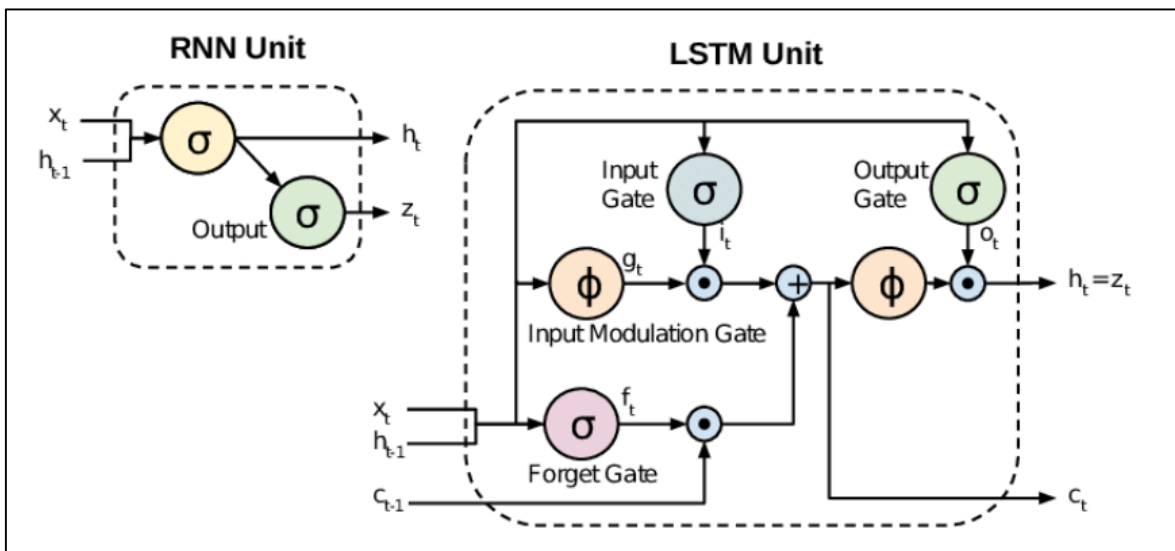 RNN Unit
x_t
h_t-1
σ
h_t
Output
σ
z_t
LSTM Unit
Input
Gate
σ
i_t
Output
Gate
σ
o_t
ϕ
g_t
Input Modulation Gate
+
ϕ
h_t=z_t
x_t
h_t-1
σ
f_t
Forget Gate
c_t-1
c_t